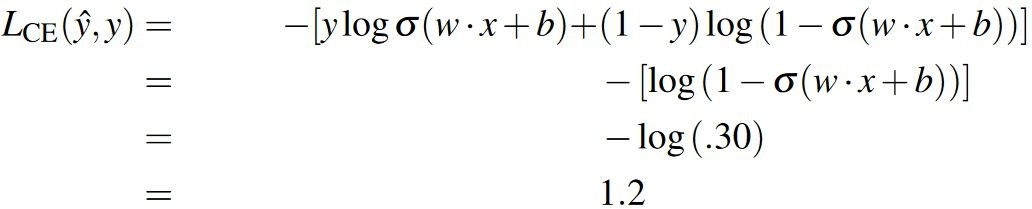 L_CE(ŷ, y) = −[y log σ(w·x+b)+(1−y) log (1−σ(w·x+b))]
= −[log (1−σ(w·x+b))]
= −log (.30)
= 1.2